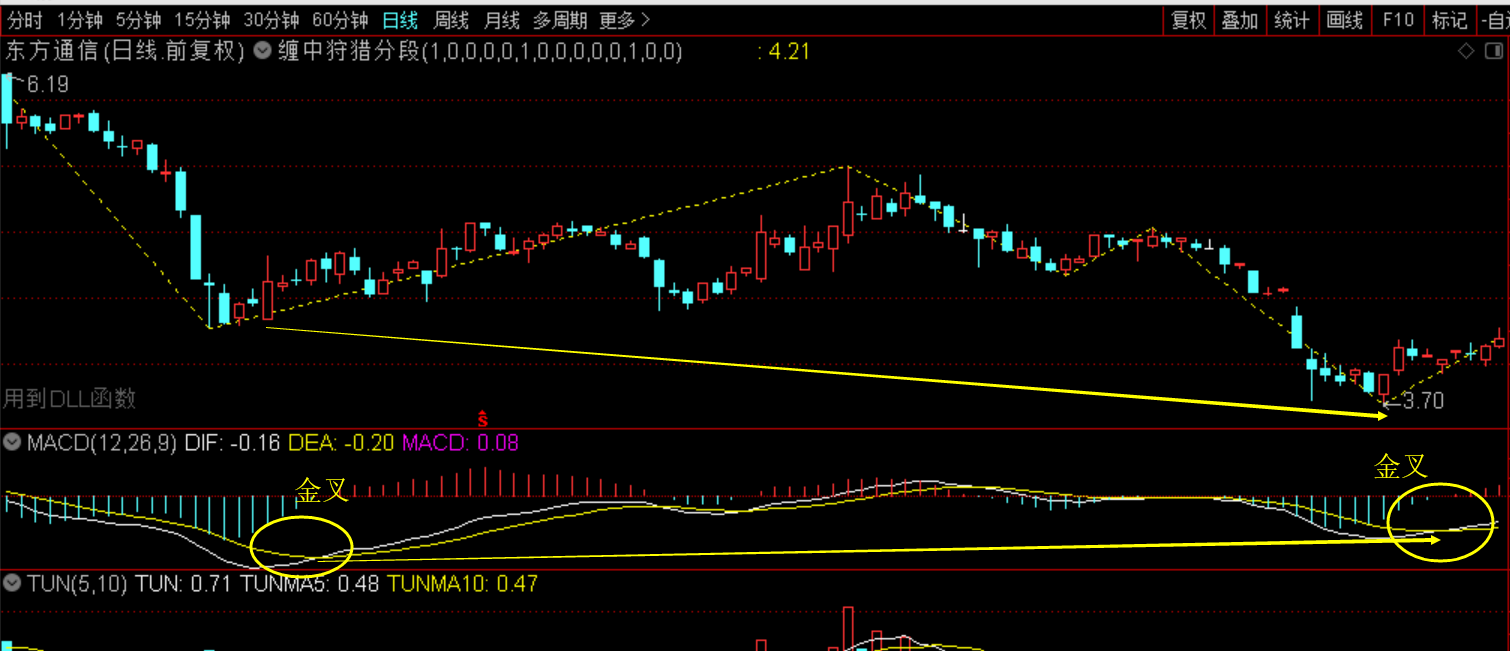 分时 1分钟 5分钟 15分钟 30分钟 60分钟 日线 周线 月线 多周期 更多> 复权 叠加 统计 画线 F10 标记
东方通信(日线.前复权) 缠中狩猎分段(1,0,0,0,0,1,0,0,0,0,0,1,0,0) : 4.21
6.19
用到DLL函数
←3.70
ŝ
MACD(12,26,9) DIF: -0.16 DEA: -0.20 MACD: 0.08
金叉
金叉
TUN(5,10) TUN: 0.71 TUNMA5: 0.48 TUNMA10: 0.47